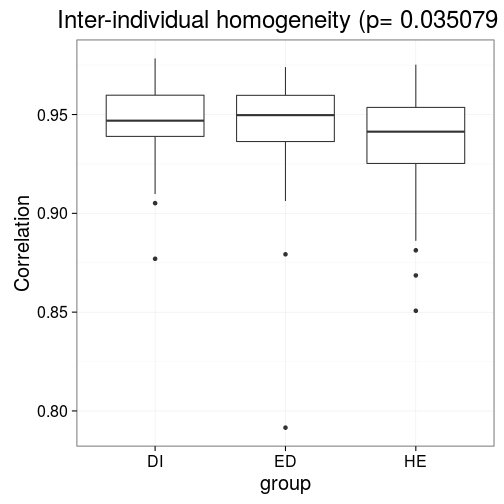 Inter-individual homogeneity (p= 0.035079
0.95
0.90
0.85
0.80
Correlation
DI ED HE
group